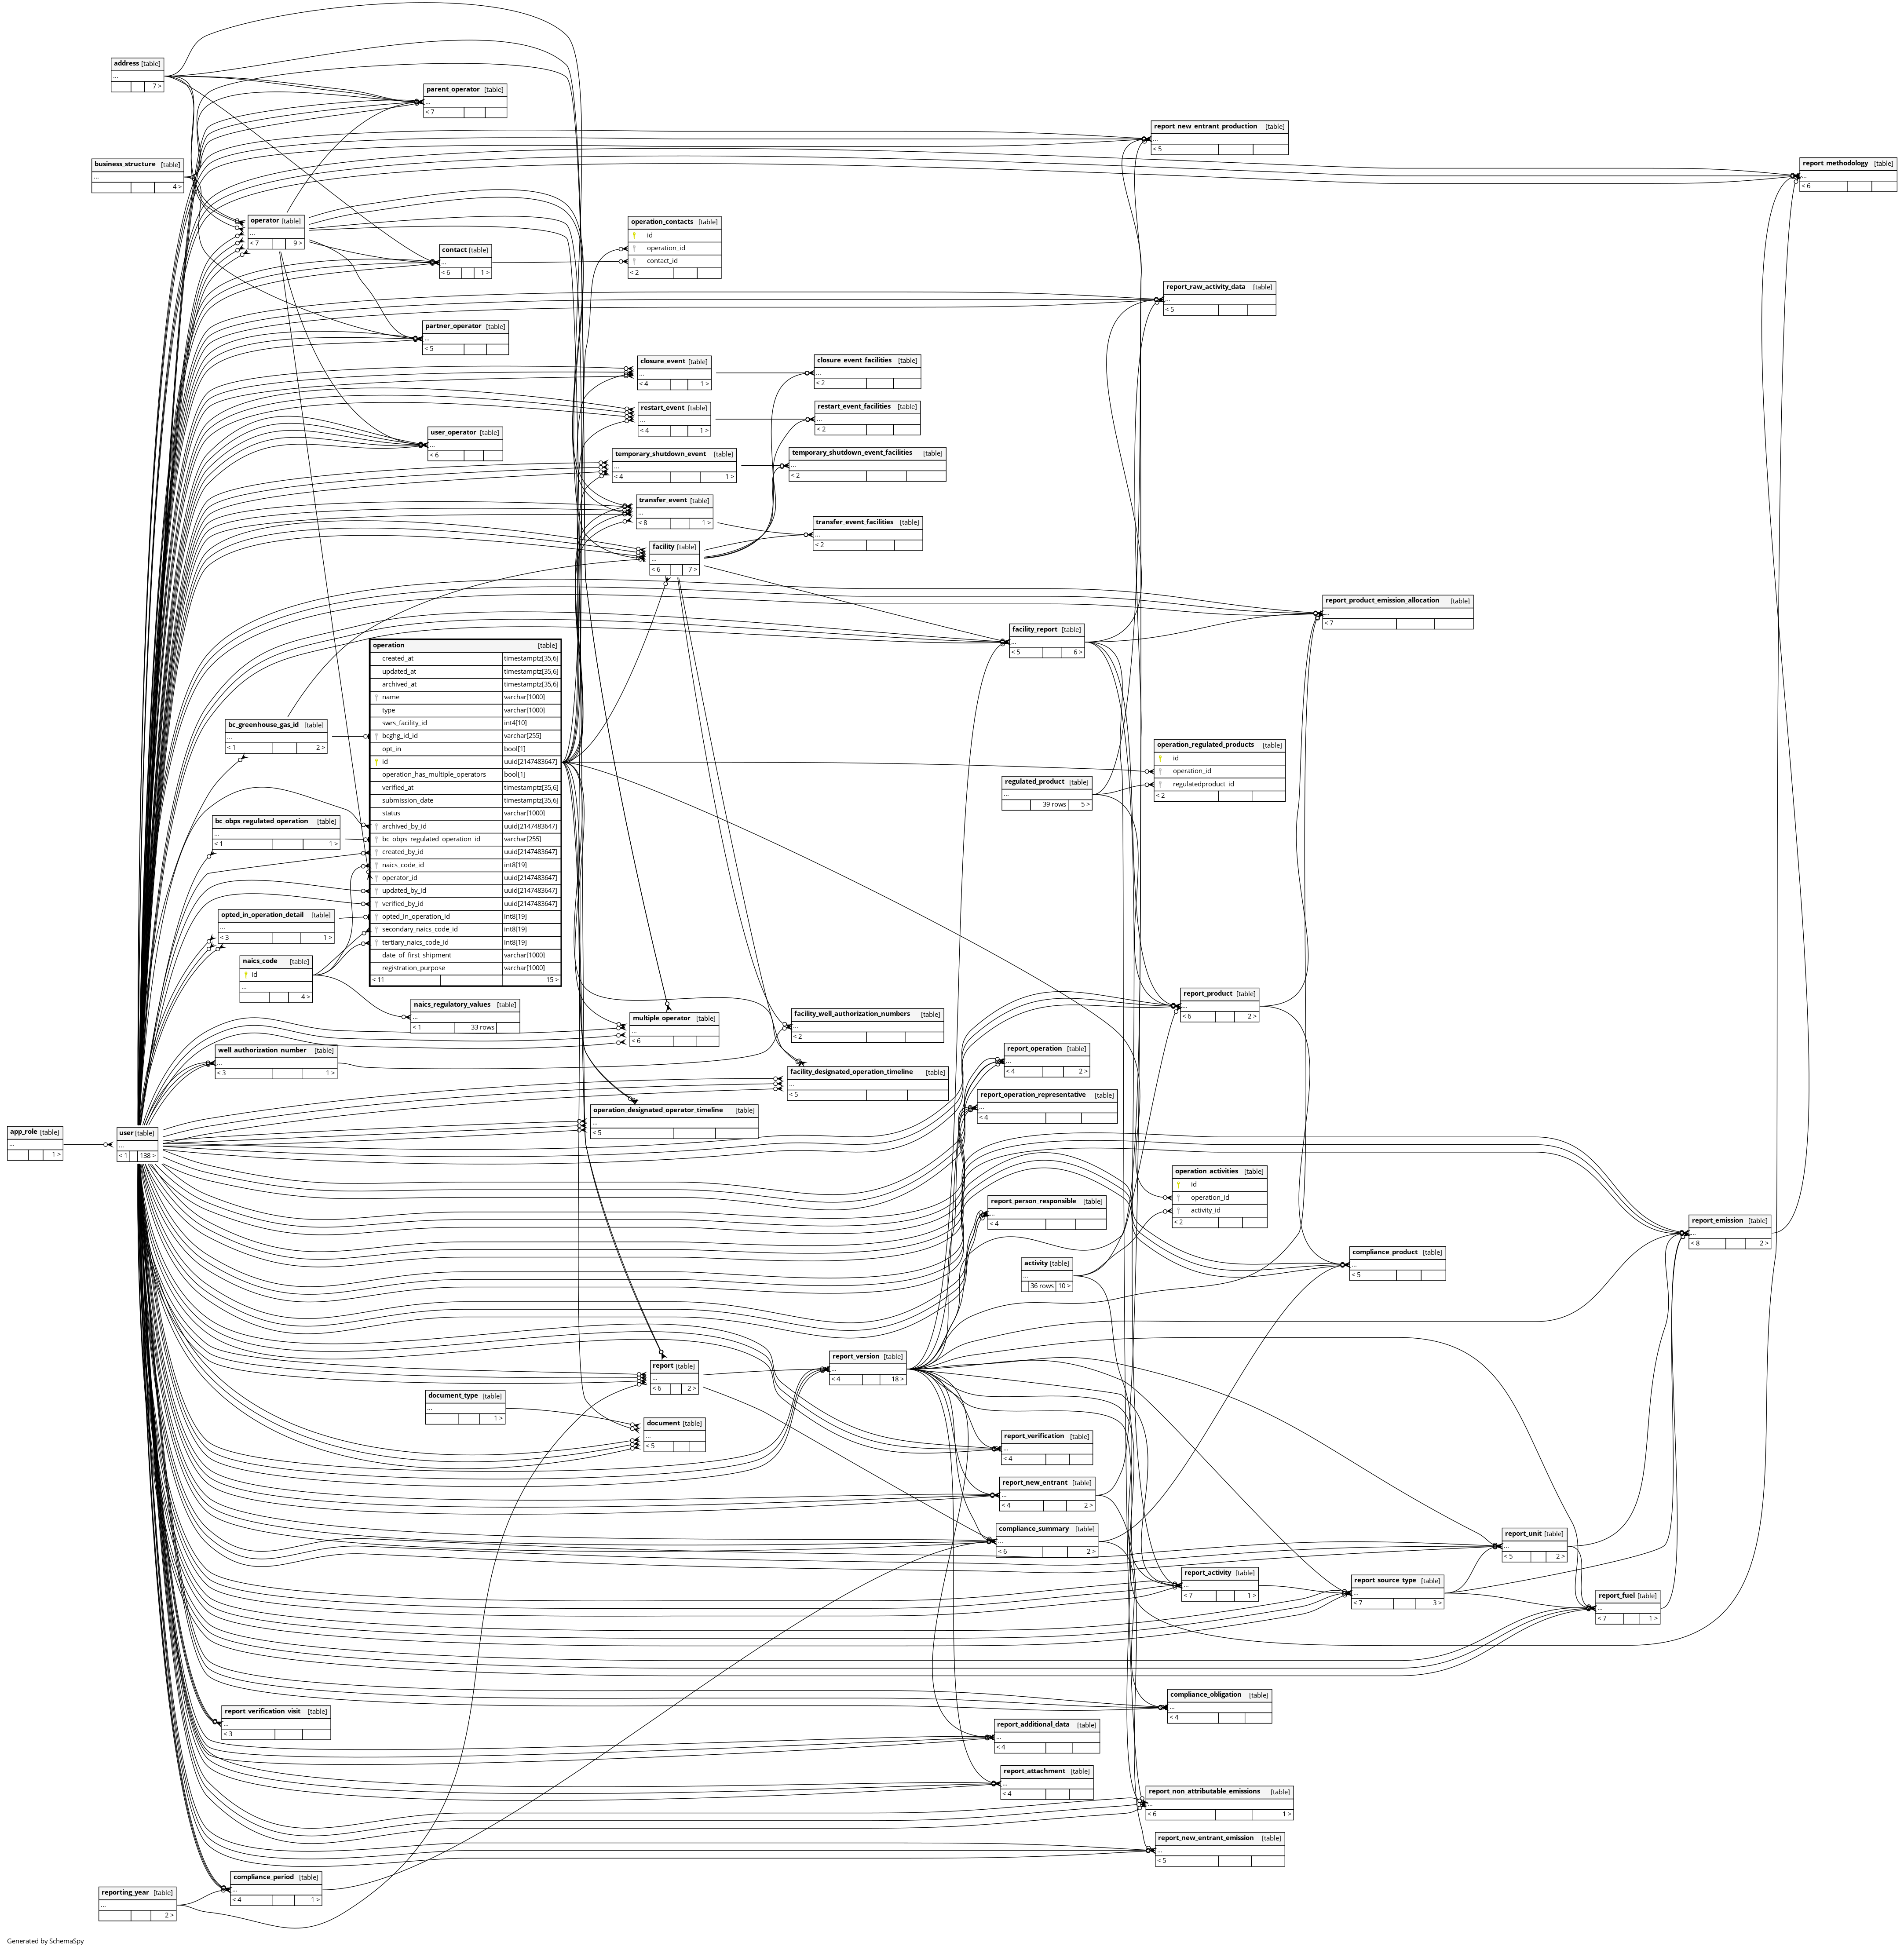 address [table]
...
7 >
parent_operator [table]
...
< 7
report_new_entrant_production [table]
...
< 5
business_structure [table]
...
4 >
report_methodology [table]
...
< 6
operator [table]
...
< 7 9 >
operation_contacts [table]
id
operation_id
contact_id
< 2
contact [table]
...
< 6 1 >
report_raw_activity_data [table]
...
< 5
partner_operator [table]
...
< 5
closure_event [table]
...
< 4 1 >
closure_event_facilities [table]
...
< 2
restart_event [table]
...
< 4 1 >
restart_event_facilities [table]
...
< 2
user_operator [table]
...
< 6
temporary_shutdown_event [table]
...
< 4 1 >
temporary_shutdown_event_facilities [table]
...
< 2
transfer_event [table]
...
< 8 1 >
transfer_event_facilities [table]
...
< 2
facility [table]
...
< 6 7 >
report_product_emission_allocation [table]
...
< 7
facility_report [table]
...
< 5 6 >
operation [table]
created_at timestamptz[35,6]
updated_at timestamptz[35,6]
archived_at timestamptz[35,6]
name varchar[1000]
type varchar[1000]
swrs_facility_id int4[10]
bcghg_id_id varchar[255]
opt_in bool[1]
id uuid[2147483647]
operation_has_multiple_operators bool[1]
verified_at timestamptz[35,6]
submission_date timestamptz[35,6]
status varchar[1000]
archived_by_id uuid[2147483647]
bc_obps_regulated_operation_id varchar[255]
created_by_id uuid[2147483647]
naics_code_id int8[19]
operator_id uuid[2147483647]
updated_by_id uuid[2147483647]
verified_by_id uuid[2147483647]
opted_in_operation_id int8[19]
secondary_naics_code_id int8[19]
tertiary_naics_code_id int8[19]
date_of_first_shipment varchar[1000]
registration_purpose varchar[1000]
< 11 15 >
bc_greenhouse_gas_id [table]
...
< 1 2 >
operation_regulated_products [table]
id
operation_id
regulatedproduct_id
< 2
regulated_product [table]
...
39 rows 5 >
bc_obps_regulated_operation [table]
...
< 1 1 >
opted_in_operation_detail [table]
...
< 3 1 >
naics_code [table]
id
...
4 >
naics_regulatory_values [table]
...
< 1 33 rows
report_product [table]
...
< 6 2 >
multiple_operator [table]
...
< 6
facility_well_authorization_numbers [table]
...
< 2
well_authorization_number [table]
...
< 3 1 >
report_operation [table]
...
< 4 2 >
facility_designated_operation_timeline [table]
...
< 5
report_operation_representative [table]
...
< 4
operation_designated_operator_timeline [table]
...
< 5
app_role [table]
...
1 >
user [table]
...
< 1 138 >
operation_activities [table]
id
operation_id
activity_id
< 2
report_person_responsible [table]
...
< 4
report_emission [table]
...
< 8 2 >
compliance_product [table]
...
< 5
activity [table]
...
36 rows 10 >
report [table]
...
< 6 2 >
report_version [table]
...
< 4 18 >
document_type [table]
...
1 >
document [table]
...
< 5
report_verification [table]
...
< 4
report_new_entrant [table]
...
< 4 2 >
compliance_summary [table]
...
< 6 2 >
report_unit [table]
...
< 5 2 >
report_activity [table]
...
< 7 1 >
report_source_type [table]
...
< 7 3 >
report_fuel [table]
...
< 7 1 >
compliance_obligation [table]
...
< 4
report_verification_visit [table]
...
< 3
report_additional_data [table]
...
< 4
report_attachment [table]
...
< 4
report_non_attributable_emissions [table]
...
< 6 1 >
report_new_entrant_emission [table]
...
< 5
compliance_period [table]
...
< 4 1 >
reporting_year [table]
...
2 >
Generated by SchemaSpy